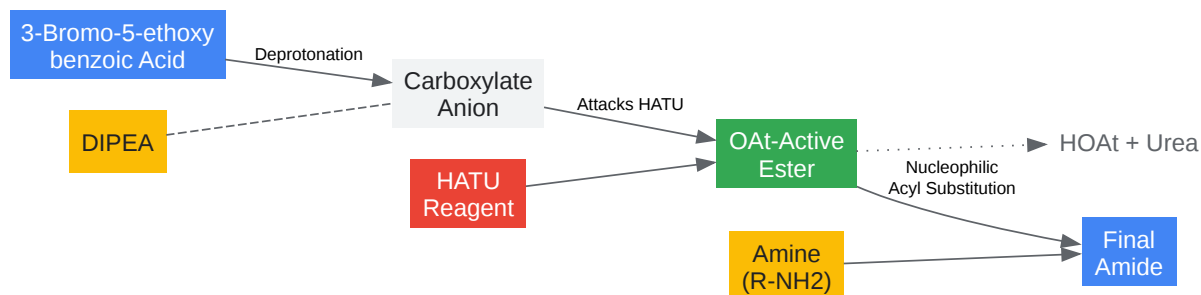 3-Bromo-5-ethoxy
benzoic Acid
Deprotonation
Carboxylate
Anion
DIPEA
Attacks HATU
HATU
Reagent
OAt-Active
Ester
HOAt + Urea
Nucleophilic
Acyl Substitution
Amine
(R-NH2)
Final
Amide